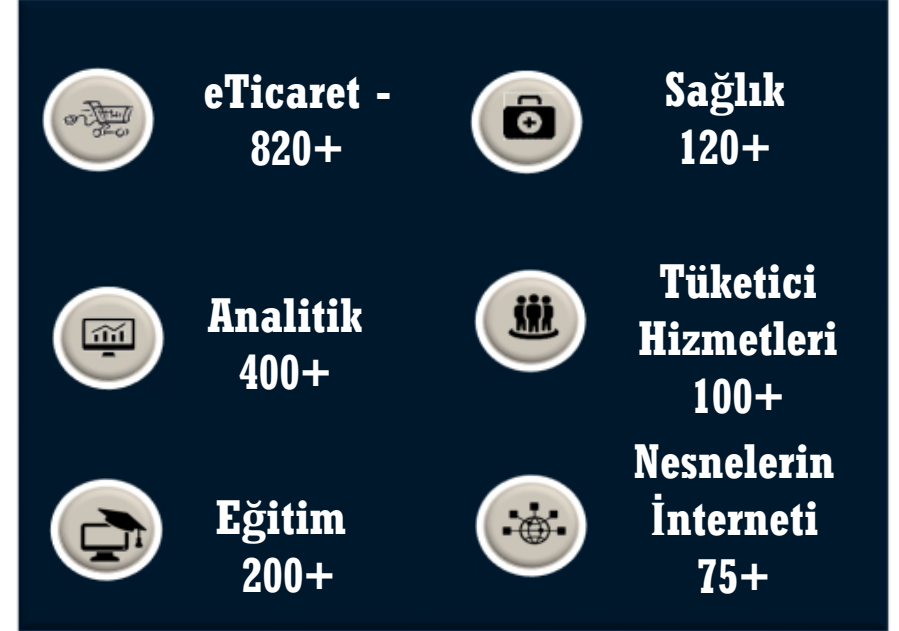 eTicaret -
820+
Sağlık
120+
Analitik
400+
Tüketici
Hizmetleri
100+
Eğitim
200+
Nesnelerin
İnterneti
75+